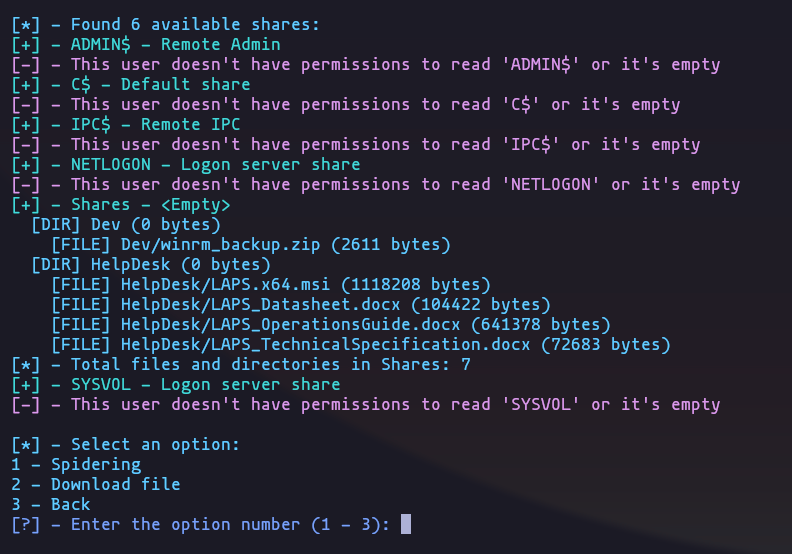 [*] – Found 6 available shares:
[+] – ADMIN$ – Remote Admin
[-] – This user doesn't have permissions to read 'ADMIN$' or it's empty
[+] – C$ – Default share
[-] – This user doesn't have permissions to read 'C$' or it's empty
[+] – IPC$ – Remote IPC
[-] – This user doesn't have permissions to read 'IPC$' or it's empty
[+] – NETLOGON – Logon server share
[-] – This user doesn't have permissions to read 'NETLOGON' or it's empty
[+] – Shares – <Empty>
  [DIR] Dev (0 bytes)
    [FILE] Dev/winrm_backup.zip (2611 bytes)
  [DIR] HelpDesk (0 bytes)
    [FILE] HelpDesk/LAPS.x64.msi (1118208 bytes)
    [FILE] HelpDesk/LAPS_Datasheet.docx (104422 bytes)
    [FILE] HelpDesk/LAPS_OperationsGuide.docx (641378 bytes)
    [FILE] HelpDesk/LAPS_TechnicalSpecification.docx (72683 bytes)
[*] – Total files and directories in Shares: 7
[+] – SYSVOL – Logon server share
[-] – This user doesn't have permissions to read 'SYSVOL' or it's empty
[*] – Select an option:
1 – Spidering
2 – Download file
3 – Back
[?] – Enter the option number (1 – 3):